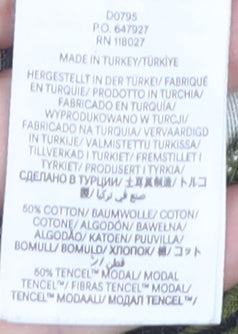 D0795
P.O. 647927
RN 118027
MADE IN TURKEY/TÜRKİYE
HERGESTELLT IN DER TÜRKEI/ FABRIQUÉ
EN TURQUIE/ PRODOTTO IN TURCHIA/
FABRICADO EN TURQUÍA/
WYPRODUKOWANO W TURCJI/
FABRICADO NA TURQUIA/ VERVAARDIGD
IN TURKIJE/ VALMISTETTU TURKISSA/
TILLVERKAD I TURKIET/ FREMSTILLET I
TYRKIET/ PRODUSERT I TYRKIA/
СДЕЛАНО В ТУРЦИИ/ 土耳其制造/ トルコ
製/ صنع في تركيا
50% COTTON/ BAUMWOLLE/ COTON/
COTONE/ ALGODÓN/ BAWEŁNA/
ALGODÃO/ KATOEN/ PUUVILLA/
BOMULL/ BOMULD/ ХЛОПОК/ 棉/ コット
ン/ قطن
50% TENCEL™ MODAL/ MODAL
TENCEL™/ FIBRAS TENCEL™ MODAL/
TENCEL™ MODAALI/ МОДАЛ TENCEL™/